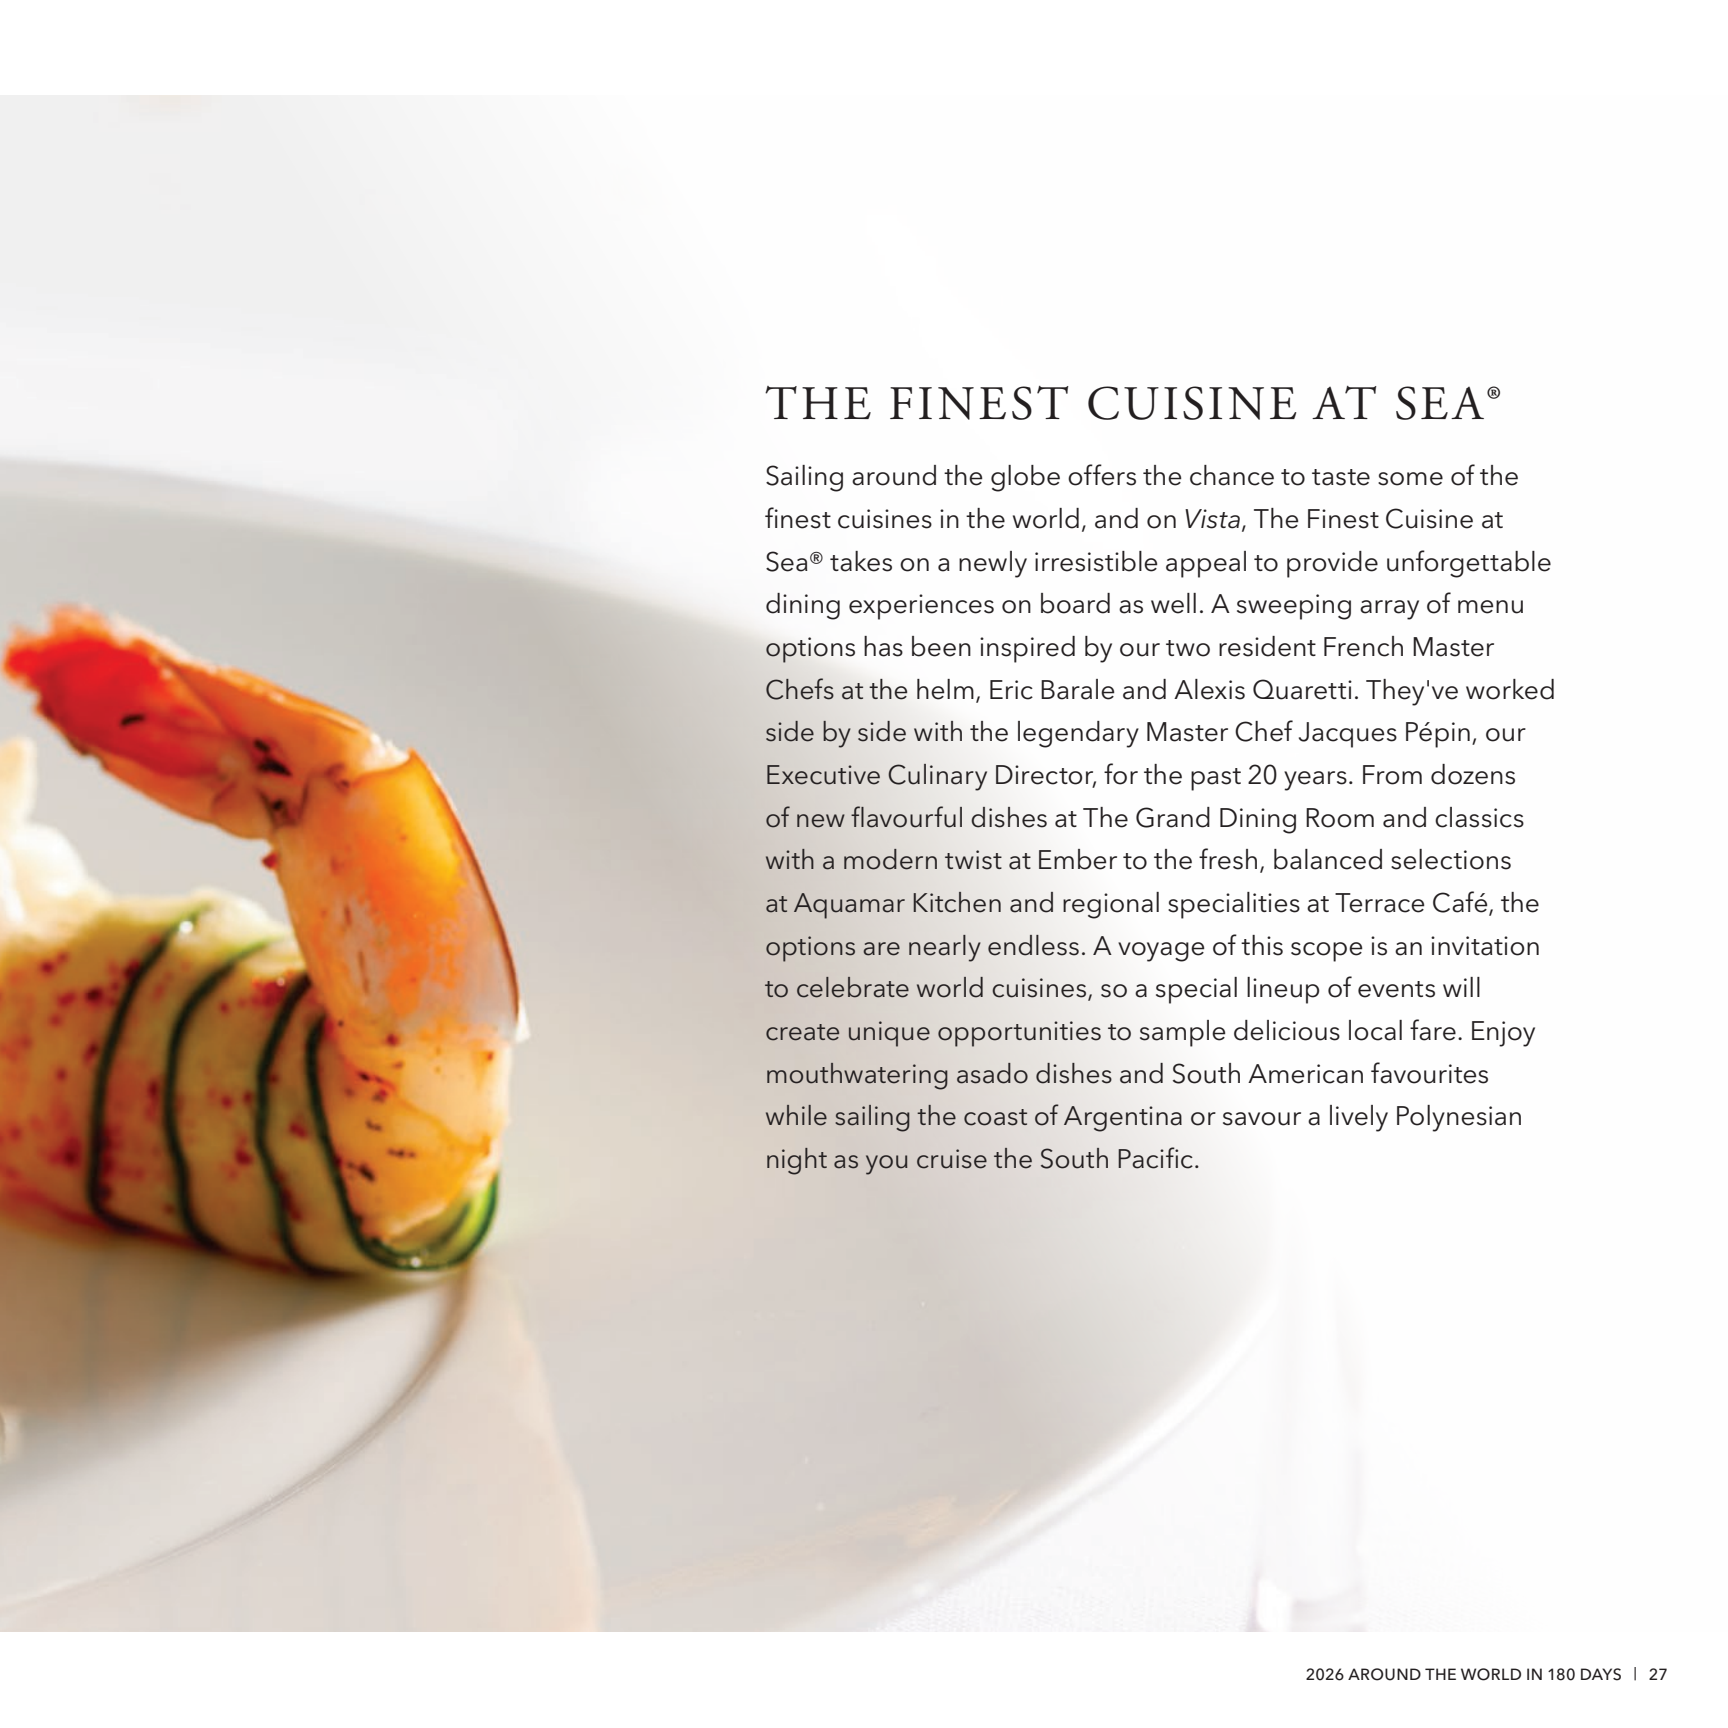 THE FINEST CUISINE AT SEA®
Sailing around the globe offers the chance to taste some of the
finest cuisines in the world, and on Vista, The Finest Cuisine at
Sea® takes on a newly irresistible appeal to provide unforgettable
dining experiences on board as well. A sweeping array of menu
options has been inspired by our two resident French Master
Chefs at the helm, Eric Barale and Alexis Quaretti. They've worked
side by side with the legendary Master Chef Jacques Pépin, our
Executive Culinary Director, for the past 20 years. From dozens
of new flavourful dishes at The Grand Dining Room and classics
with a modern twist at Ember to the fresh, balanced selections
at Aquamar Kitchen and regional specialities at Terrace Café, the
options are nearly endless. A voyage of this scope is an invitation
to celebrate world cuisines, so a special lineup of events will
create unique opportunities to sample delicious local fare. Enjoy
mouthwatering asado dishes and South American favourites
while sailing the coast of Argentina or savour a lively Polynesian
night as you cruise the South Pacific.
2026 AROUND THE WORLD IN 180 DAYS | 27